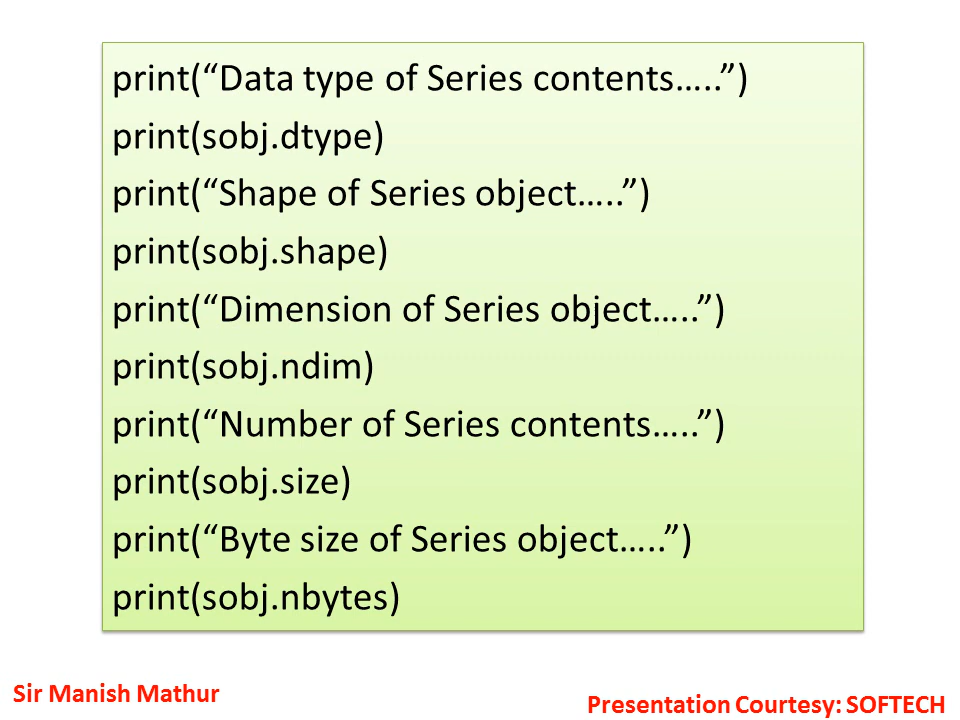 print(“Data type of Series contents…..”)
print(sobj.dtype)
print(“Shape of Series object…..”)
print(sobj.shape)
print(“Dimension of Series object…..”)
print(sobj.ndim)
print(“Number of Series contents…..”)
print(sobj.size)
print(“Byte size of Series object…..”)
print(sobj.nbytes)
Sir Manish Mathur
Presentation Courtesy: SOFTECH